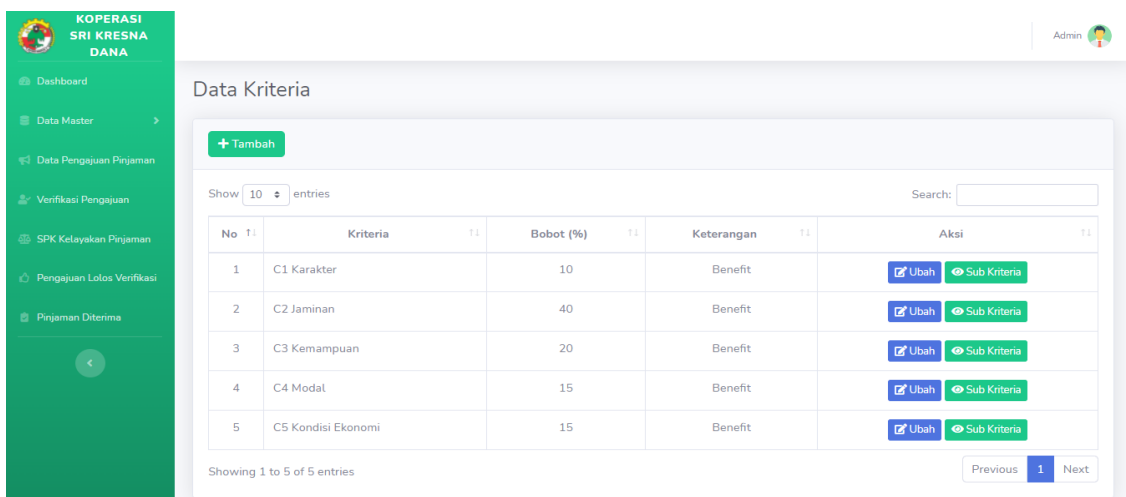 KOPERASI
SRI KRESNA
DANA
Admin
Dashboard
Data Master
Data Pengajuan Pinjaman
Verifikasi Pengajuan
SPK Kelayakan Pinjaman
Pengajuan Lolos Verifikasi
Pinjaman Diterima
Data Kriteria
+ Tambah
Show 10 entries Search:
No Kriteria Bobot (%) Keterangan Aksi
1 C1 Karakter 10 Benefit Ubah Sub Kriteria
2 C2 Jaminan 40 Benefit Ubah Sub Kriteria
3 C3 Kemampuan 20 Benefit Ubah Sub Kriteria
4 C4 Modal 15 Benefit Ubah Sub Kriteria
5 C5 Kondisi Ekonomi 15 Benefit Ubah Sub Kriteria
Showing 1 to 5 of 5 entries Previous 1 Next